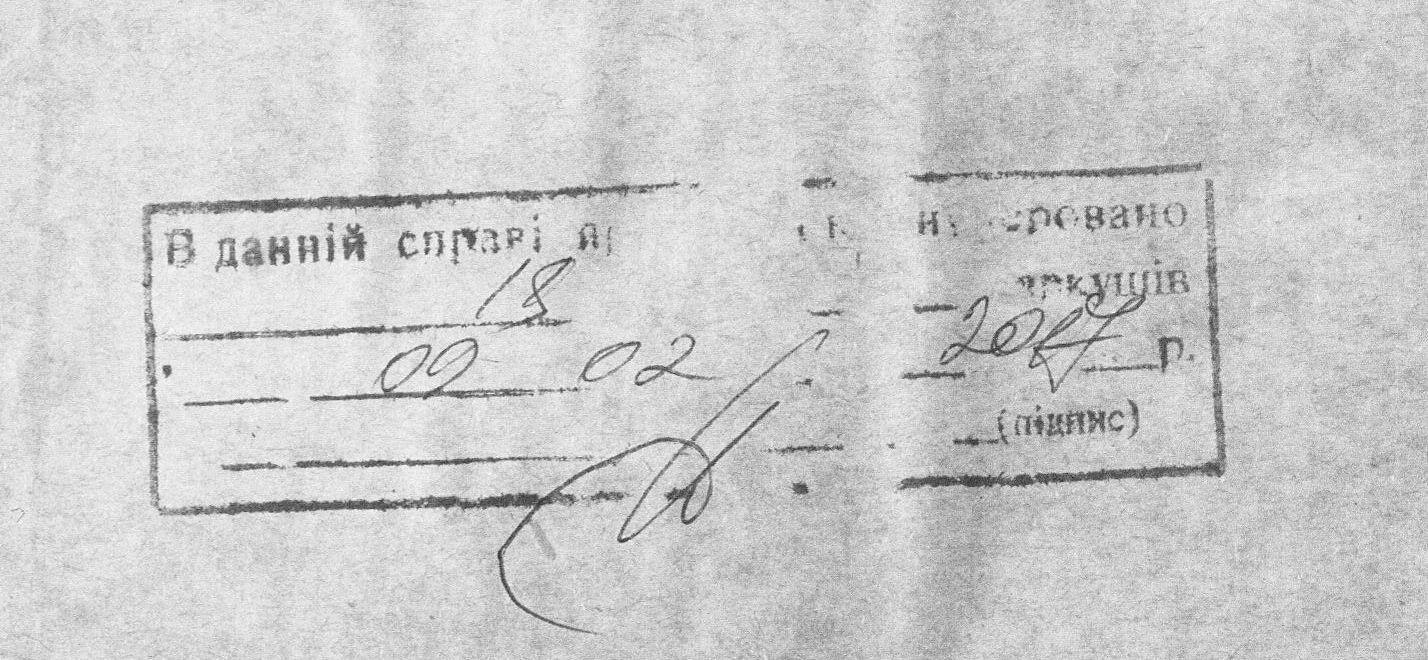 В данній справі нумеровано
18 аркушів
09 02 2017 р.
(підпис)